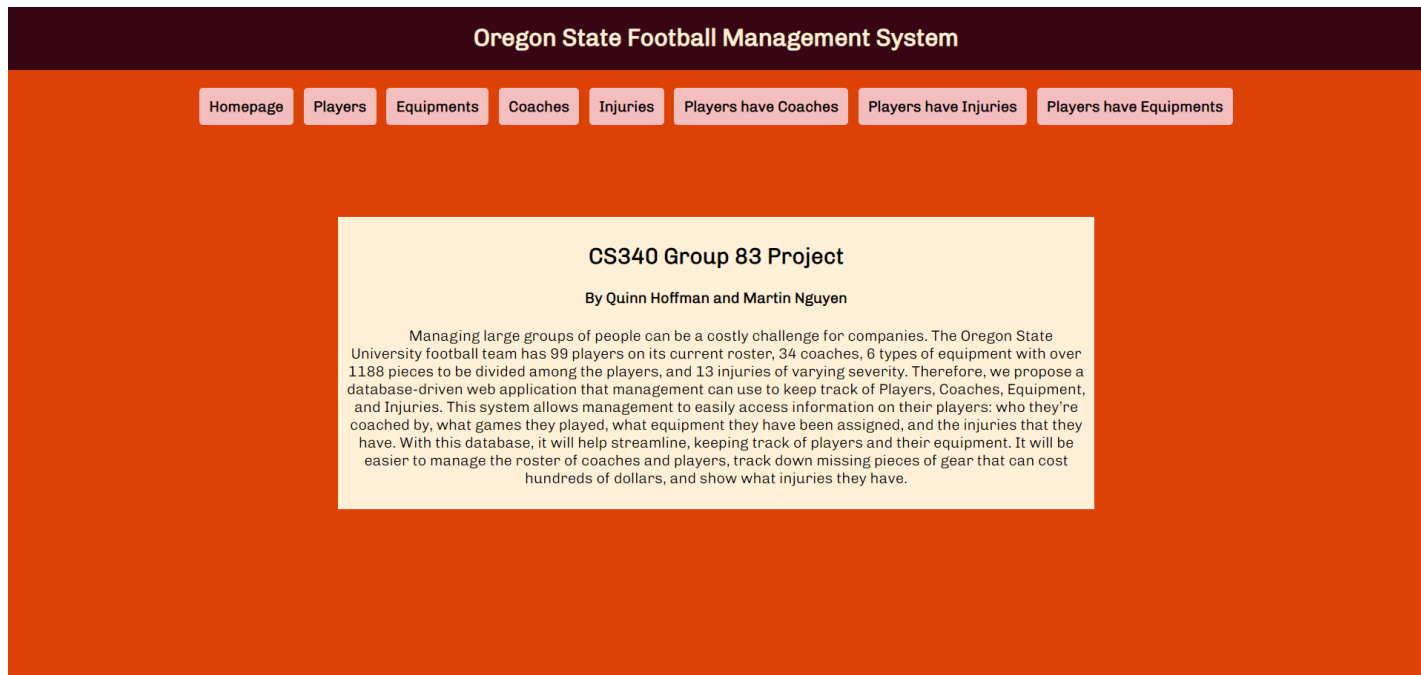 Oregon State Football Management System
Homepage Players Equipments Coaches Injuries Players have Coaches Players have Injuries Players have Equipments
CS340 Group 83 Project
By Quinn Hoffman and Martin Nguyen
Managing large groups of people can be a costly challenge for companies. The Oregon State
University football team has 99 players on its current roster, 34 coaches, 6 types of equipment with over
1188 pieces to be divided among the players, and 13 injuries of varying severity. Therefore, we propose a
database-driven web application that management can use to keep track of Players, Coaches, Equipment,
and Injuries. This system allows management to easily access information on their players: who they’re
coached by, what games they played, what equipment they have been assigned, and the injuries that they
have. With this database, it will help streamline, keeping track of players and their equipment. It will be
easier to manage the roster of coaches and players, track down missing pieces of gear that can cost
hundreds of dollars, and show what injuries they have.